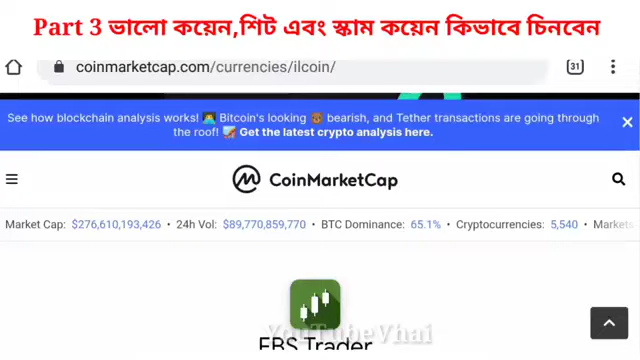 Part 3 ভালো কয়েন,শিট এবং স্কাম কয়েন কিভাবে চিনবেন
coinmarketcap.com/currencies/ilcoin/
31
See how blockchain analysis works! Bitcoin's looking bearish, and Tether transactions are going through
the roof! Get the latest crypto analysis here.
CoinMarketCap
Market Cap: $276,610,193,426 • 24h Vol: $89,770,859,770 • BTC Dominance: 65.1% • Cryptocurrencies: 5,540 • Markets
YouTubeVhai
FBS Trader